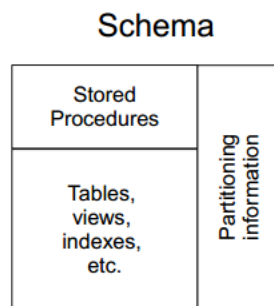 Schema
Stored
Procedures
Tables,
views,
indexes,
etc.
Partitioning
information